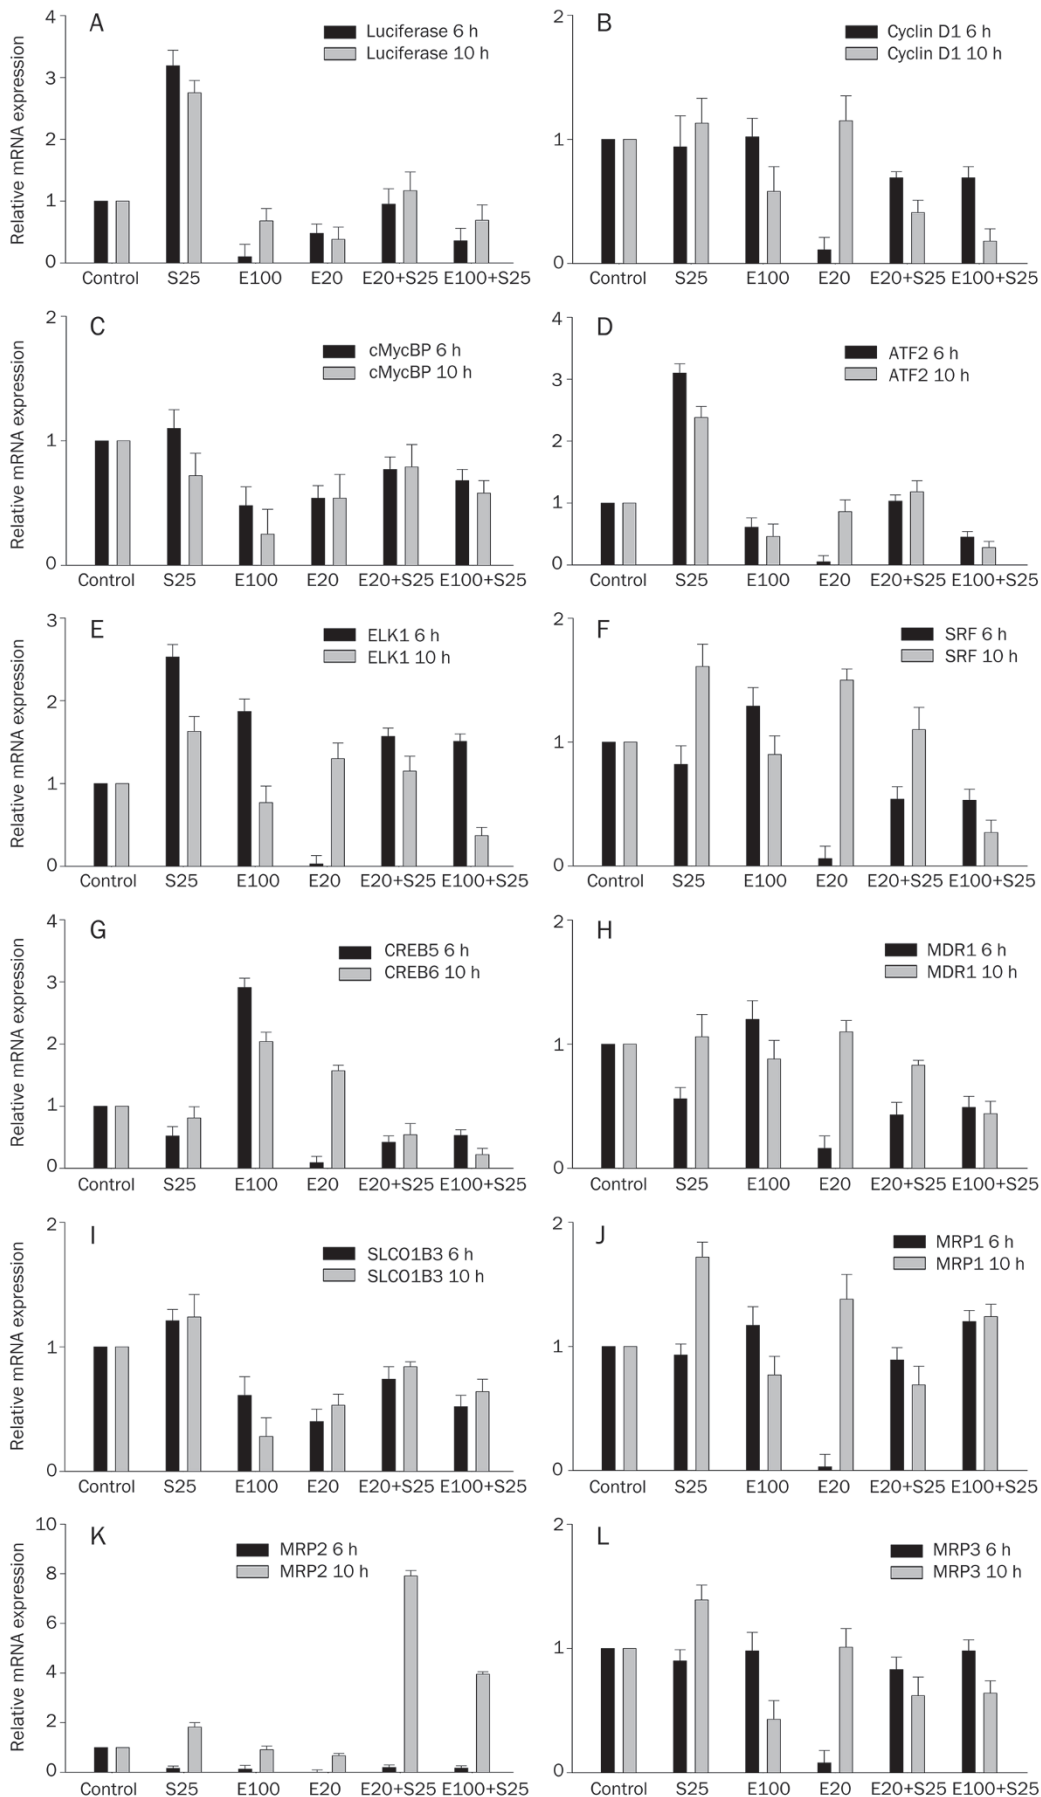 A
Luciferase 6 h
Luciferase 10 h
Relative mRNA expression
4
3
2
1
0
Control S25 E100 E20 E20+S25 E100+S25
B
Cyclin D1 6 h
Cyclin D1 10 h
2
1
0
Control S25 E100 E20 E20+S25 E100+S25
C
cMycBP 6 h
cMycBP 10 h
Relative mRNA expression
2
1
0
Control S25 E100 E20 E20+S25 E100+S25
D
ATF2 6 h
ATF2 10 h
4
3
2
1
0
Control S25 E100 E20 E20+S25 E100+S25
E
ELK1 6 h
ELK1 10 h
Relative mRNA expression
3
2
1
0
Control S25 E100 E20 E20+S25 E100+S25
F
SRF 6 h
SRF 10 h
2
1
0
Control S25 E100 E20 E20+S25 E100+S25
G
CREB5 6 h
CREB6 10 h
Relative mRNA expression
4
3
2
1
0
Control S25 E100 E20 E20+S25 E100+S25
H
MDR1 6 h
MDR1 10 h
2
1
0
Control S25 E100 E20 E20+S25 E100+S25
I
SLCO1B3 6 h
SLCO1B3 10 h
Relative mRNA expression
2
1
0
Control S25 E100 E20 E20+S25 E100+S25
J
MRP1 6 h
MRP1 10 h
2
1
0
Control S25 E100 E20 E20+S25 E100+S25
K
MRP2 6 h
MRP2 10 h
Relative mRNA expression
10
8
6
4
2
0
Control S25 E100 E20 E20+S25 E100+S25
L
MRP3 6 h
MRP3 10 h
2
1
0
Control S25 E100 E20 E20+S25 E100+S25